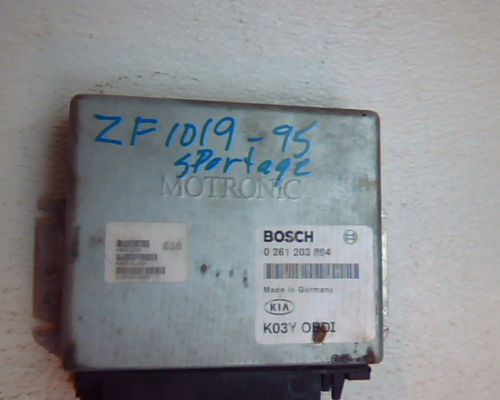 ZF1019-95
sportage
MOTRONIC
BOSCH
0 261 203 894
Made in Germany
KIA
K03Y OBDI